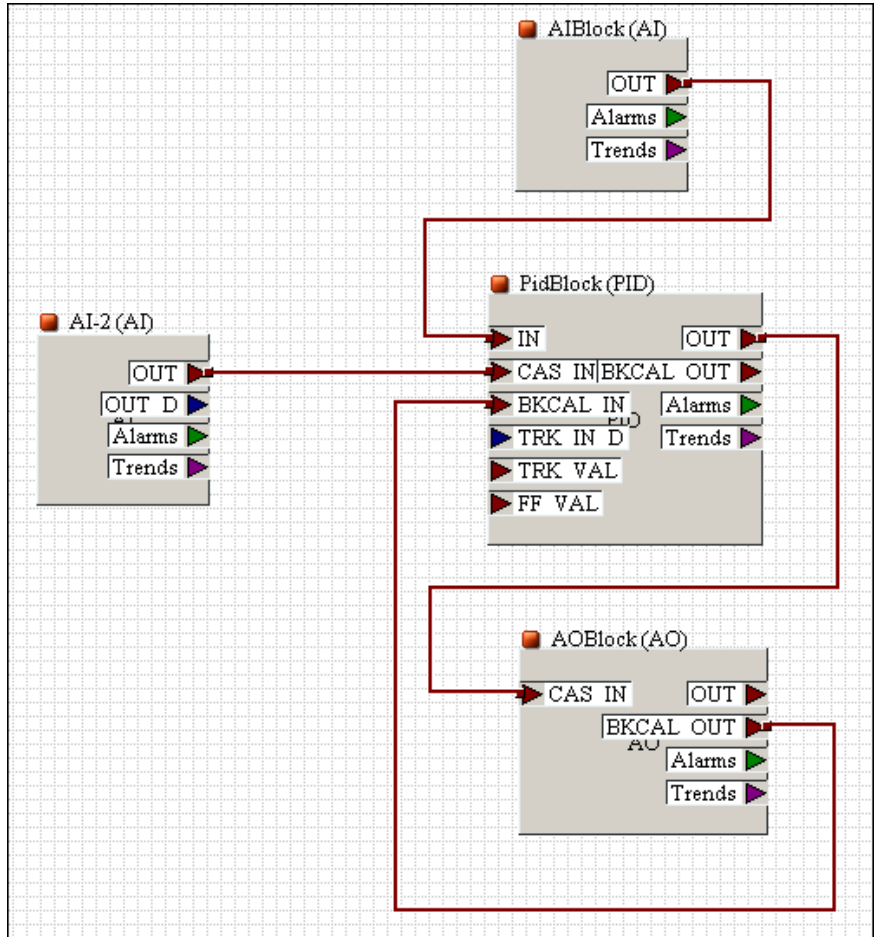 AIBlock (AI)
OUT
Alarms
Trends
PidBlock (PID)
IN OUT
CAS IN BKCAL OUT
BKCAL IN Alarms
PID
TRK IN D Trends
TRK VAL
FF VAL
AI-2 (AI)
OUT
OUT D
Alarms
Trends
AOBlock (AO)
CAS IN OUT
BKCAL OUT
AO
Alarms
Trends